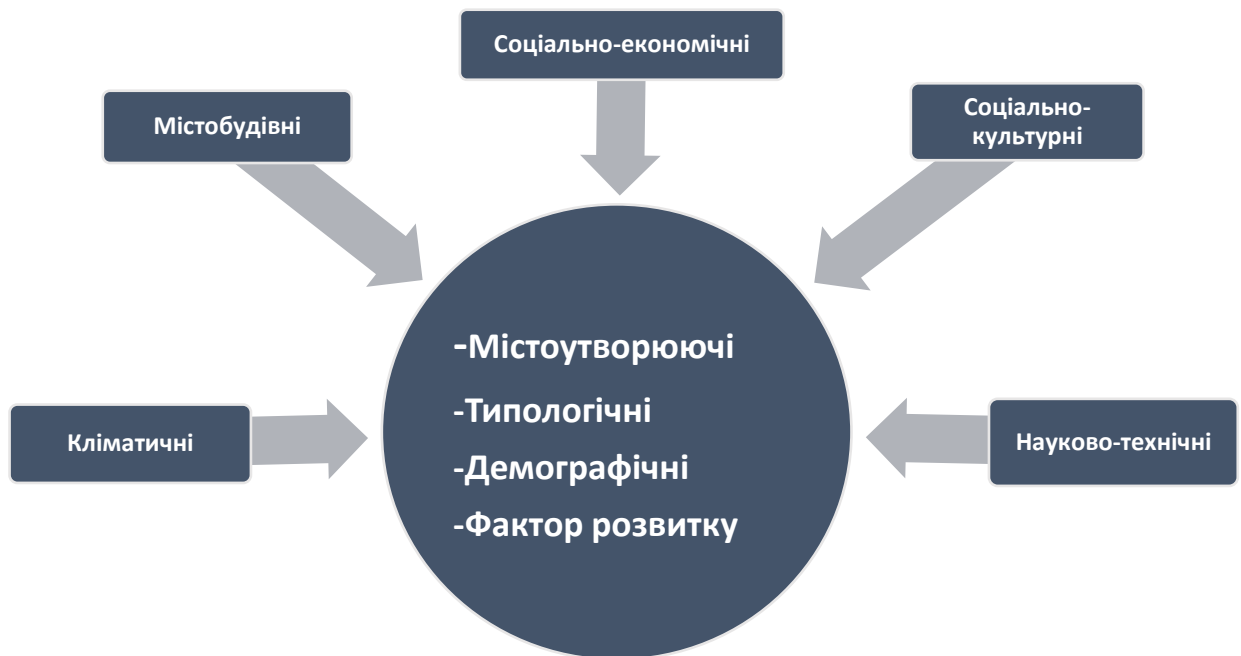 Соціально-економічні
Містобудівні
Соціально-
культурні
-Містоутворюючі
-Типологічні
-Демографічні
-Фактор розвитку
Кліматичні
Науково-технічні